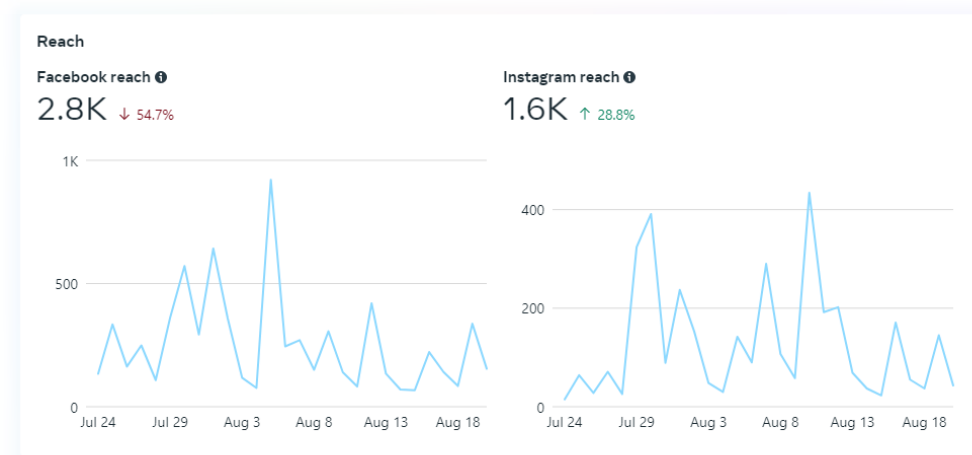 Reach
Facebook reach
2.8K ↓ 54.7%
1K
500
0
Jul 24 Jul 29 Aug 3 Aug 8 Aug 13 Aug 18
Instagram reach
1.6K ↑ 28.8%
400
200
0
Jul 24 Jul 29 Aug 3 Aug 8 Aug 13 Aug 18